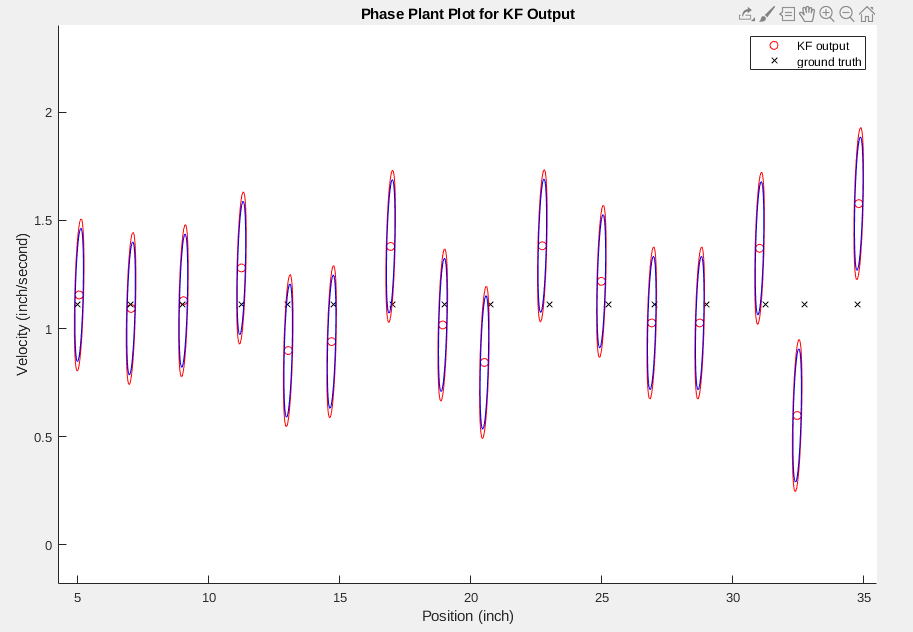 Phase Plant Plot for KF Output
KF output
ground truth
Velocity (inch/second)
2
1.5
1
0.5
0
5 10 15 20 25 30 35
Position (inch)